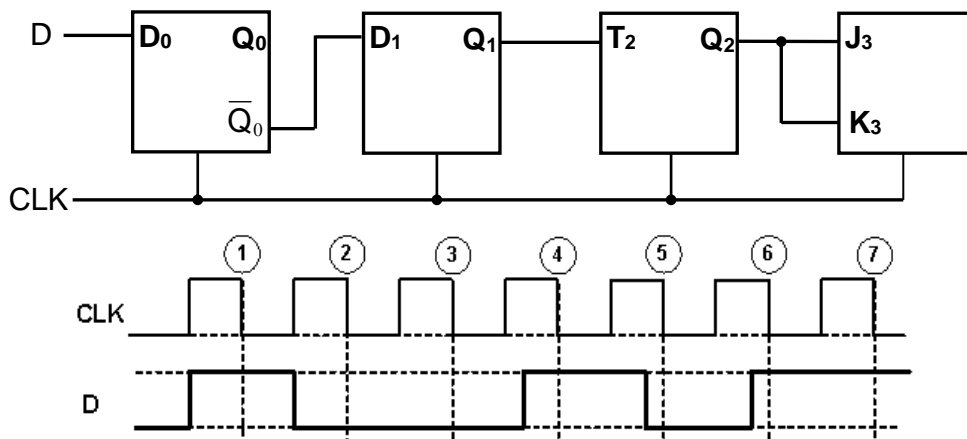 D D₀ Q₀ D₁ Q₁ T₂ Q₂ J₃
Q̅₀ K₃
CLK
1 2 3 4 5 6 7
CLK
D